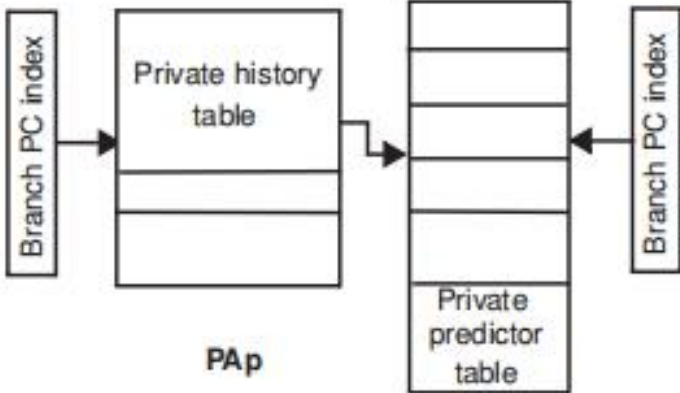 Branch PC index
Private history
table
Branch PC index
Private
predictor
table
PAp